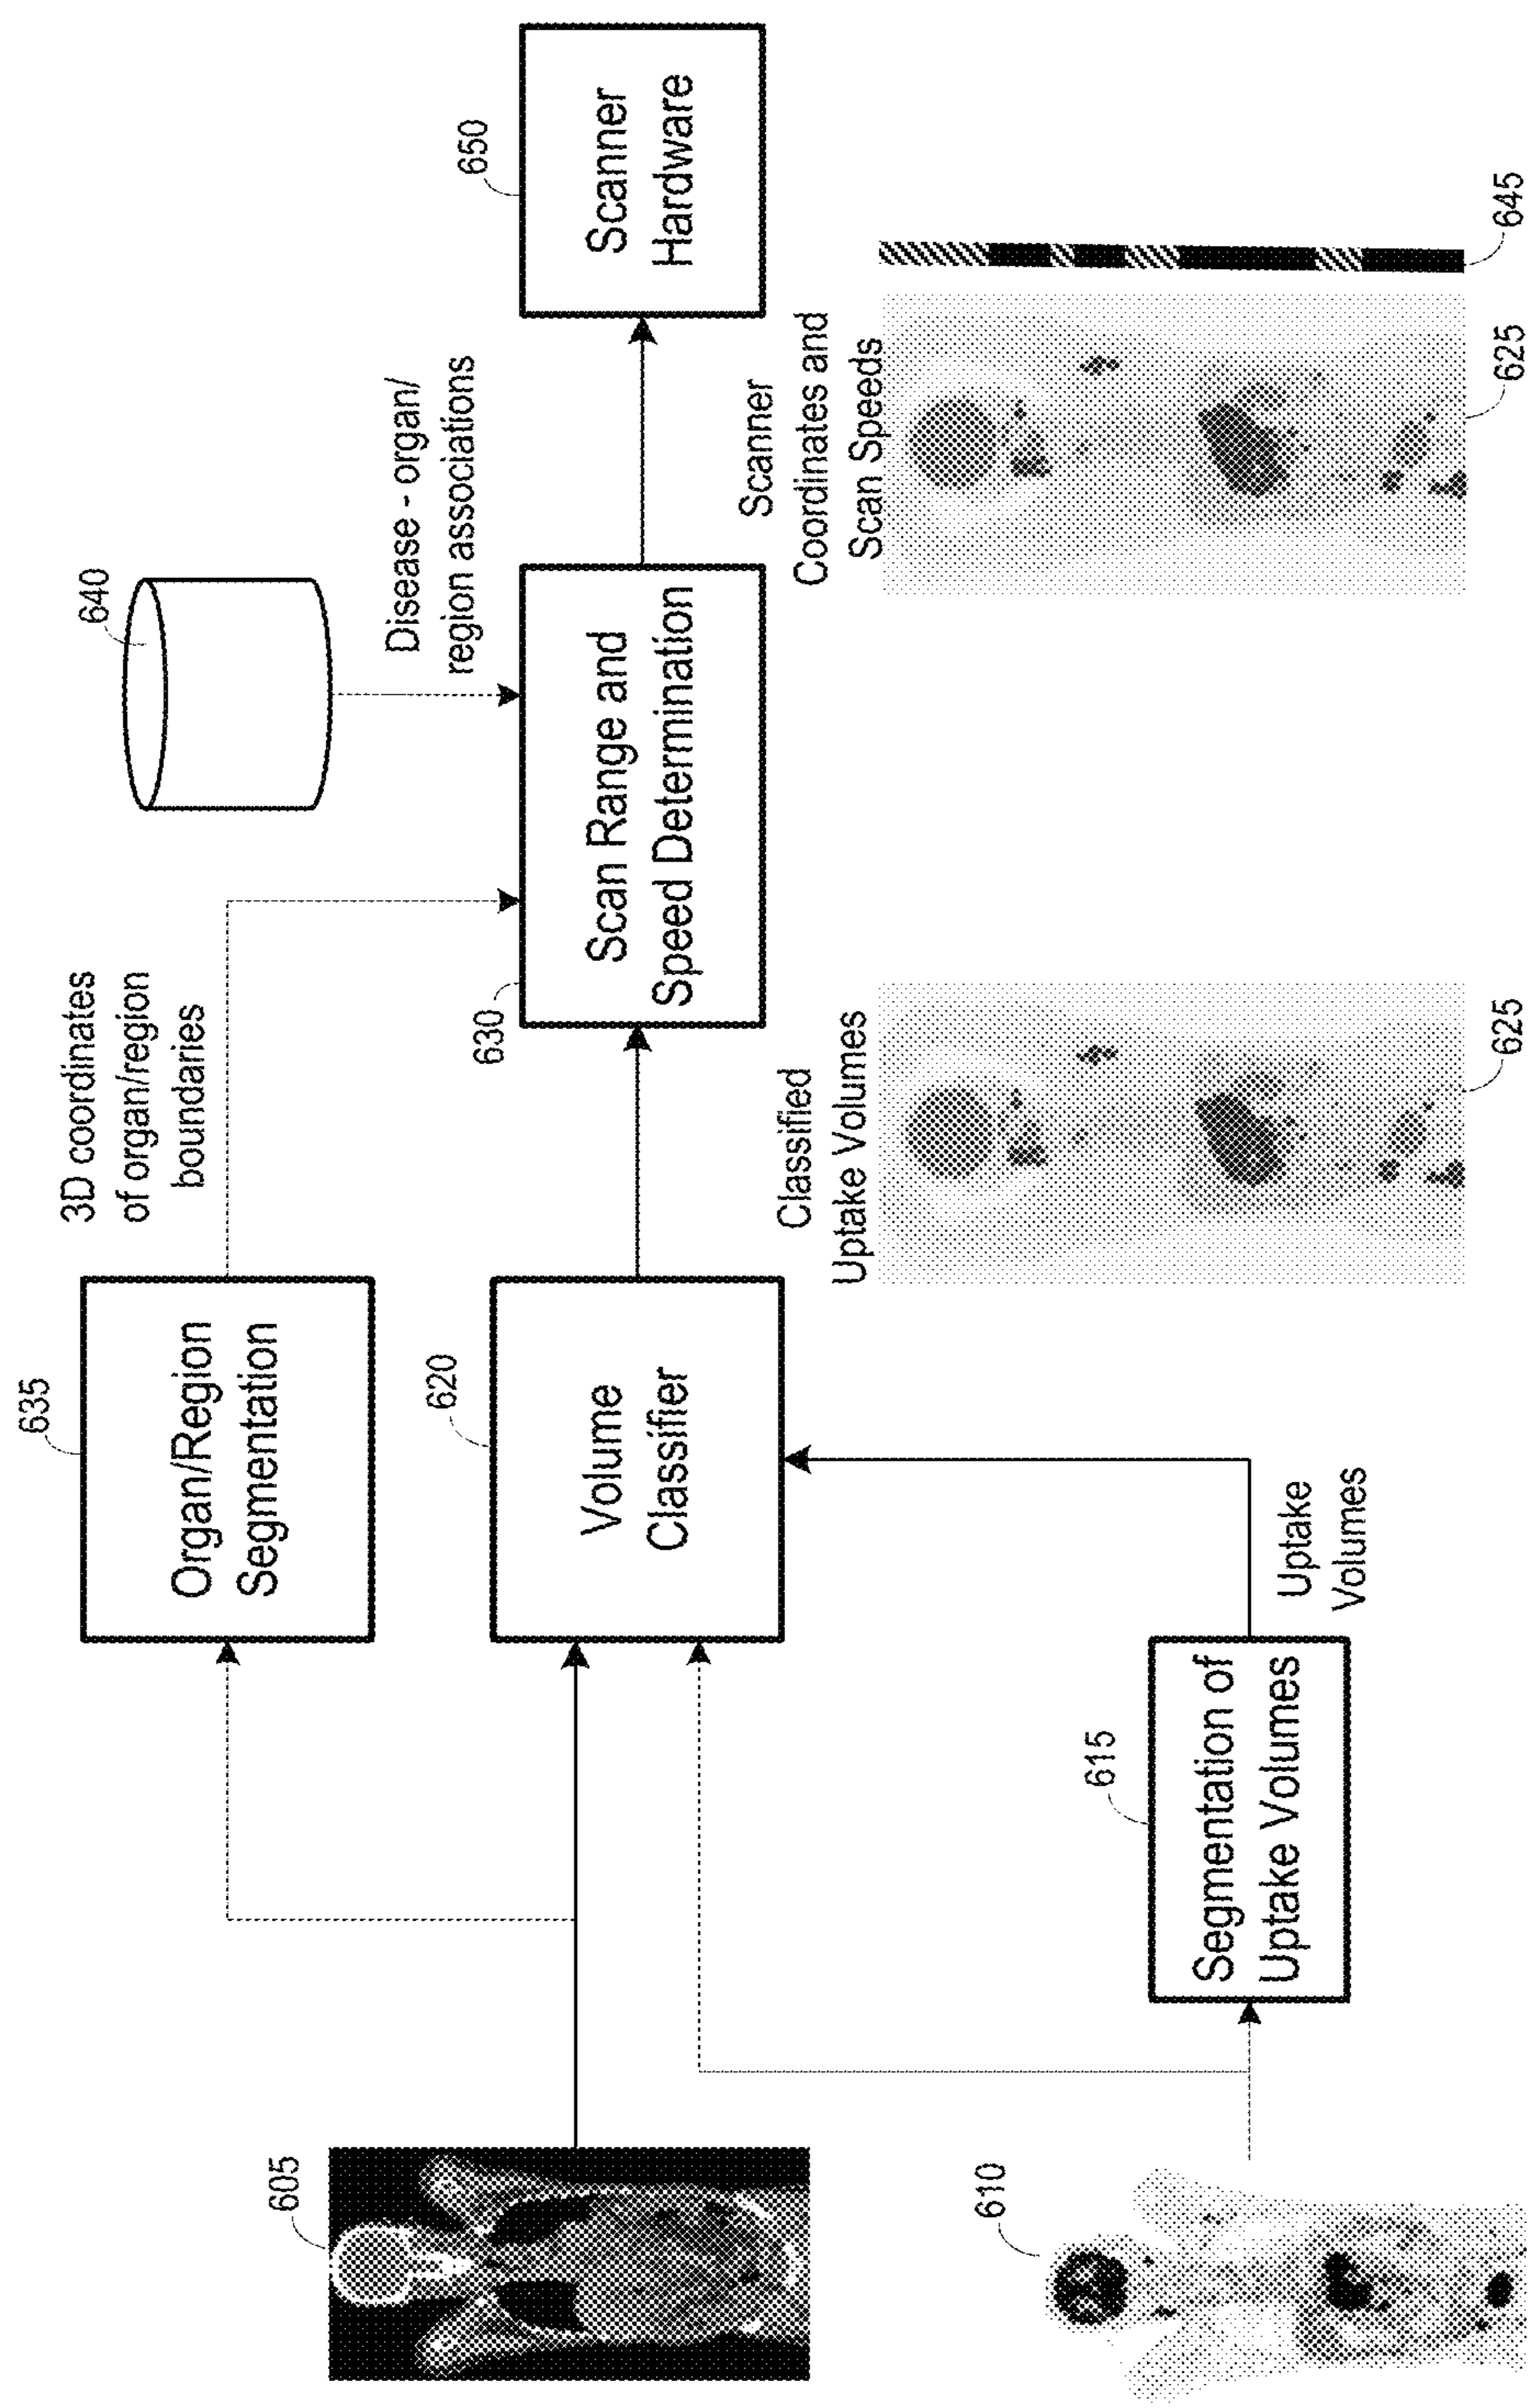 605
610
635
Organ/Region
Segmentation
620
Volume
Classifier
615
Segmentation of
Uptake Volumes
Uptake
Volumes
3D coordinates
of organ/region
boundaries
Classified
Uptake Volumes
625
630
Scan Range and
Speed Determination
640
Disease - organ/
region associations
650
Scanner
Hardware
Scanner
Coordinates and
Scan Speeds
625
645